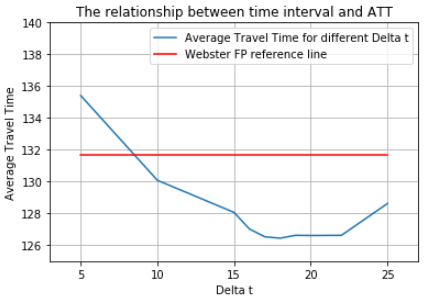 The relationship between time interval and ATT
Average Travel Time for different Delta t
Webster FP reference line
Average Travel Time
140
138
136
134
132
130
128
126
5
10
15
20
25
Delta t